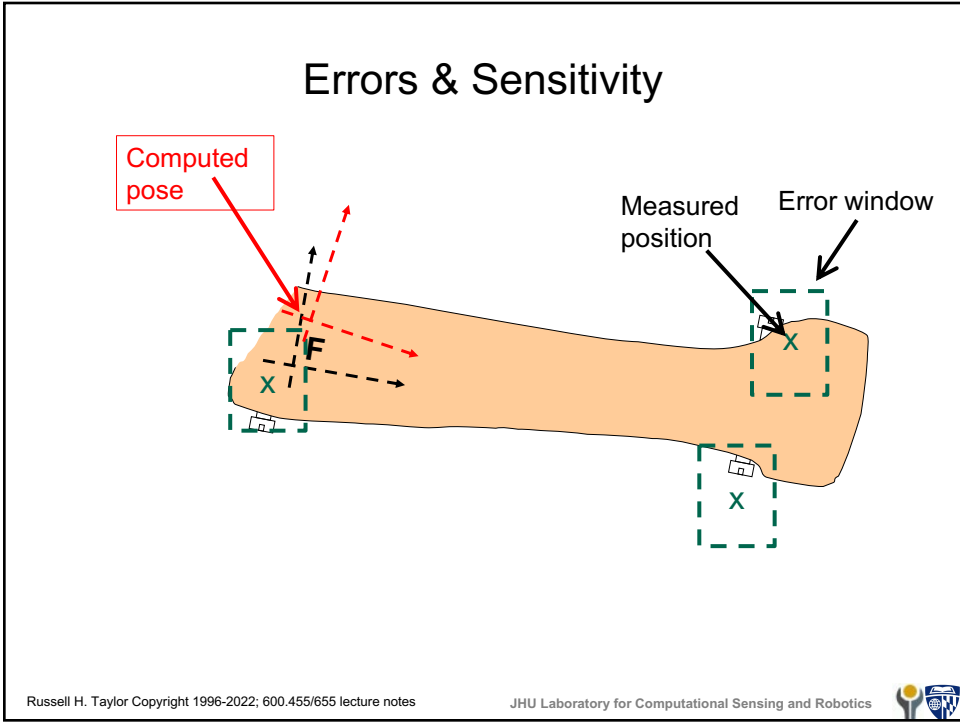 Errors & Sensitivity
Computed
pose
Measured
position
Error window
F
x
x
x
Russell H. Taylor Copyright 1996-2022; 600.455/655 lecture notes
JHU Laboratory for Computational Sensing and Robotics